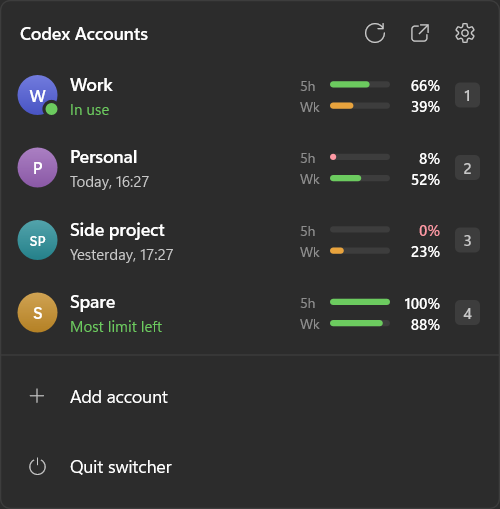 Codex Accounts
W Work 5h 66% 1
In use Wk 39%
P Personal 5h 8% 2
Today, 16:27 Wk 52%
SP Side project 5h 0% 3
Yesterday, 17:27 Wk 23%
S Spare 5h 100% 4
Most limit left Wk 88%
Add account
Quit switcher